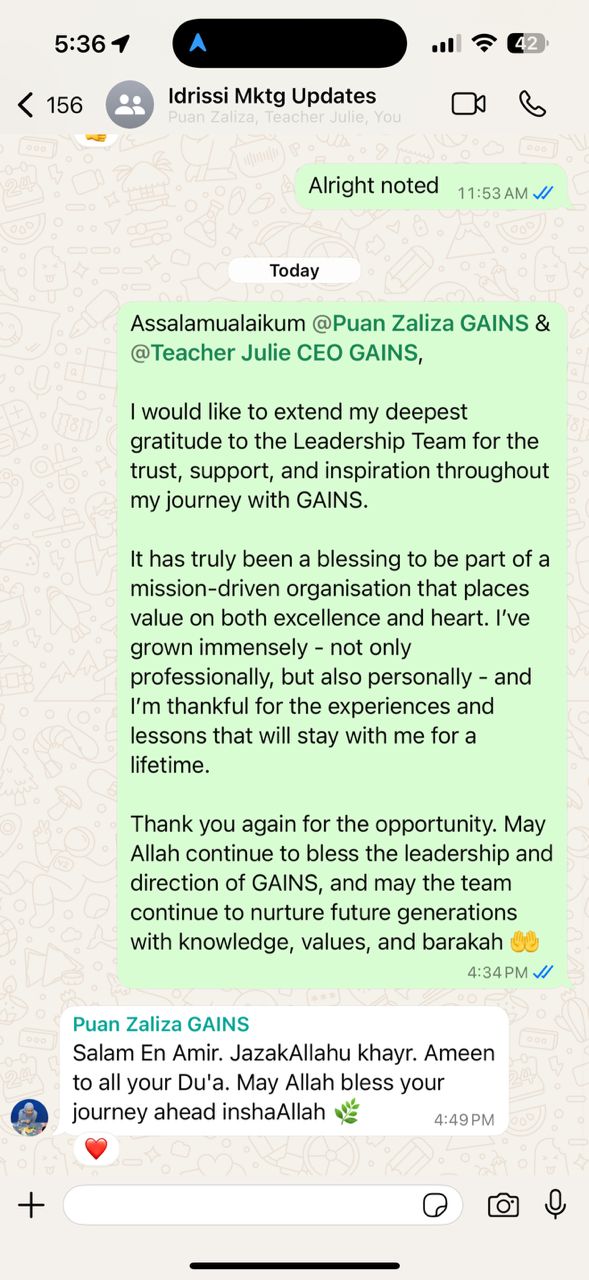 5:36
42
156
Idrissi Mktg Updates
Puan Zaliza, Teacher Julie, You
Alright noted
11:53 AM
Today
Assalamualaikum @Puan Zaliza GAINS &
@Teacher Julie CEO GAINS,
I would like to extend my deepest
gratitude to the Leadership Team for the
trust, support, and inspiration throughout
my journey with GAINS.
It has truly been a blessing to be part of a
mission-driven organisation that places
value on both excellence and heart. I’ve
grown immensely - not only
professionally, but also personally - and
I’m thankful for the experiences and
lessons that will stay with me for a
lifetime.
Thank you again for the opportunity. May
Allah continue to bless the leadership and
direction of GAINS, and may the team
continue to nurture future generations
with knowledge, values, and barakah 🤲
4:34 PM
Puan Zaliza GAINS
Salam En Amir. JazakAllahu khayr. Ameen
to all your Du'a. May Allah bless your
journey ahead inshaAllah 🌿
4:49 PM